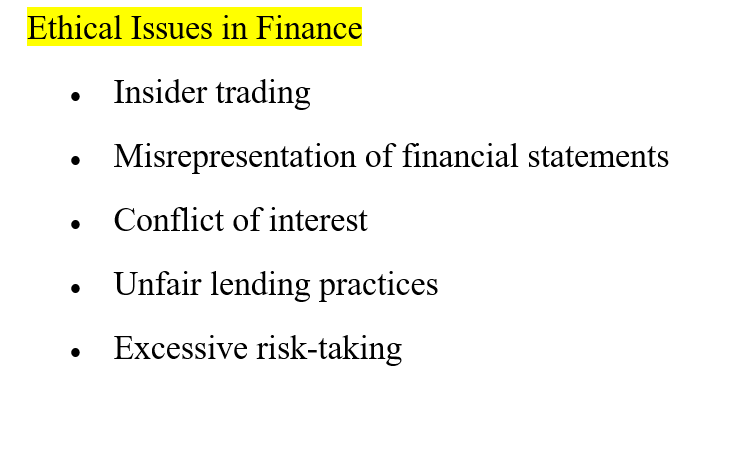 Ethical Issues in Finance
• Insider trading
• Misrepresentation of financial statements
• Conflict of interest
• Unfair lending practices
• Excessive risk-taking